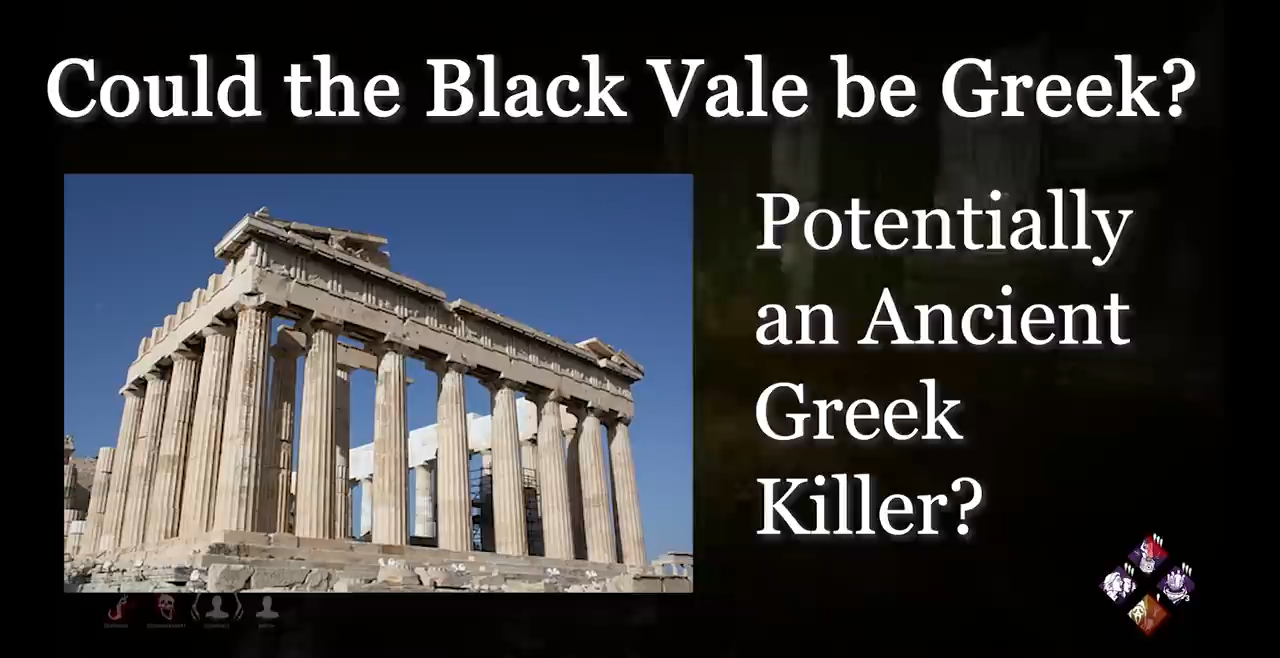 Could the Black Vale be Greek?
Potentially
an Ancient
Greek
Killer?